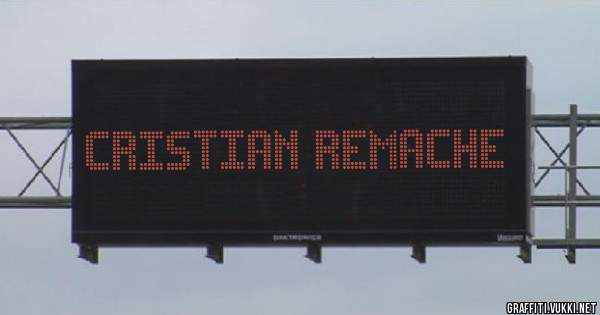 CRISTIAN REMACHE
DAKTRONICS
GRAFFITI.VUKKI.NET